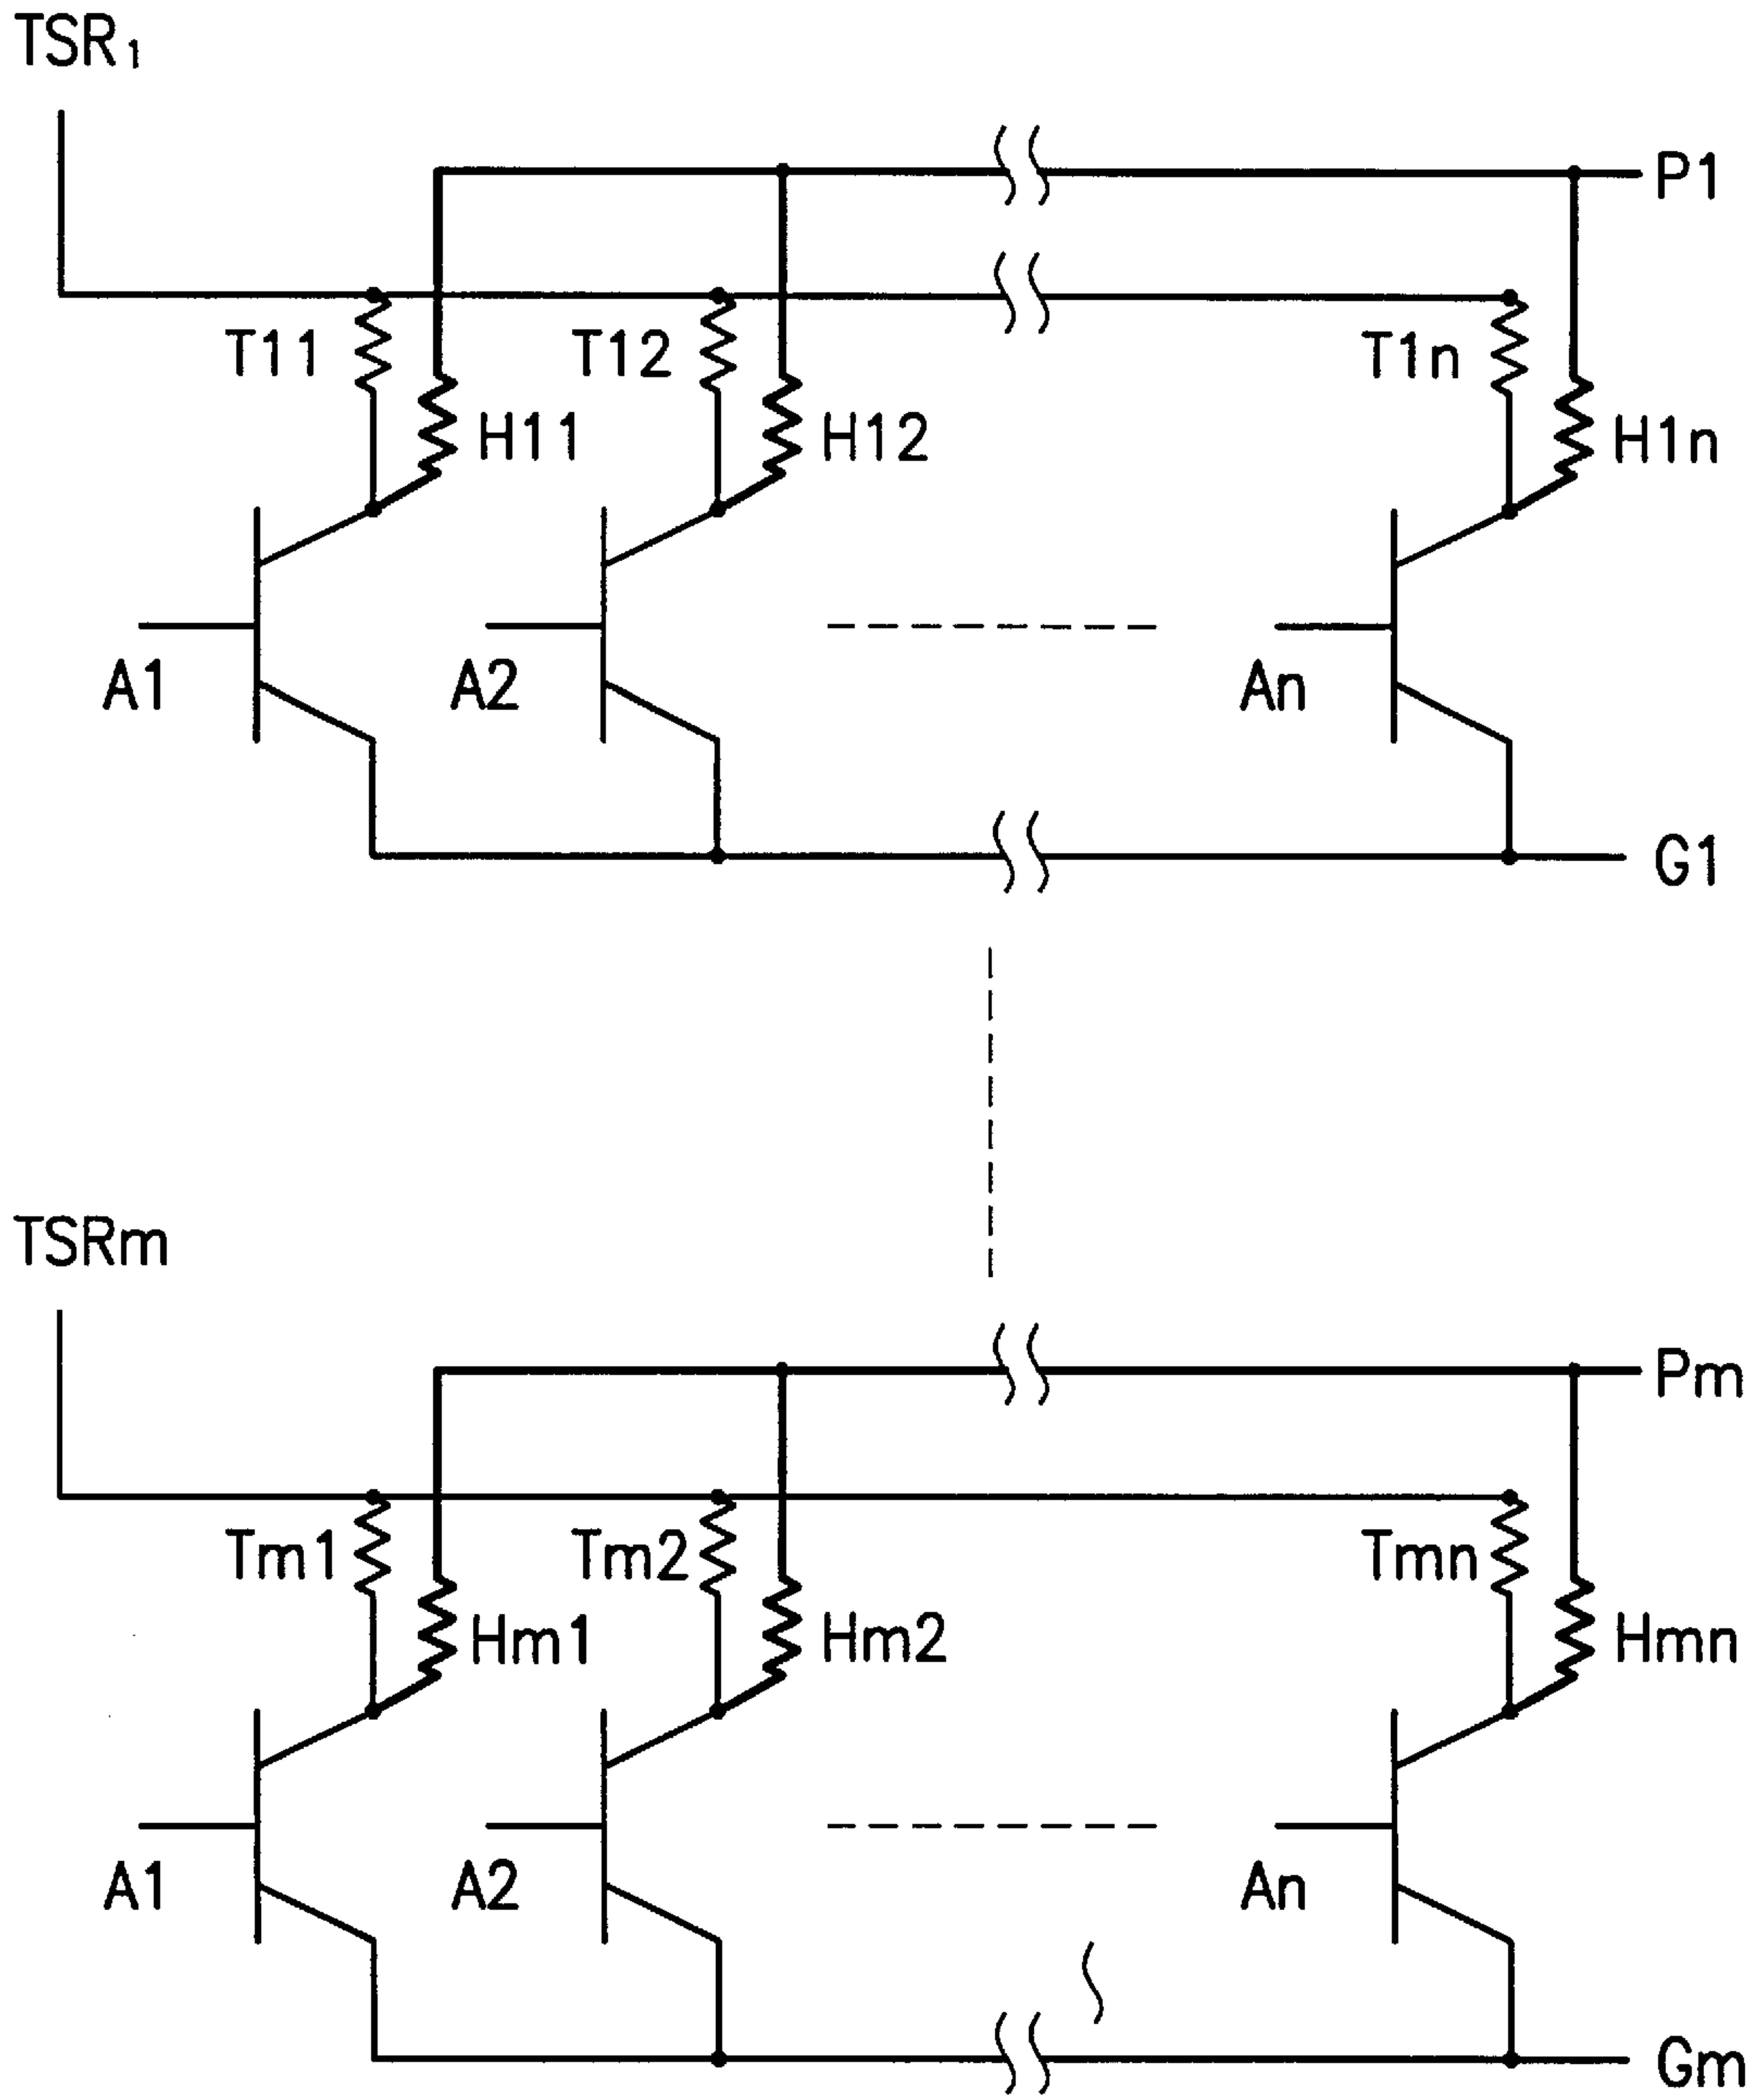 TSR1
P1
T11 T12 T1n
H11 H12 H1n
A1 A2 An
G1
TSRm
Pm
Tm1 Tm2 Tmn
Hm1 Hm2 Hmn
A1 A2 An
Gm